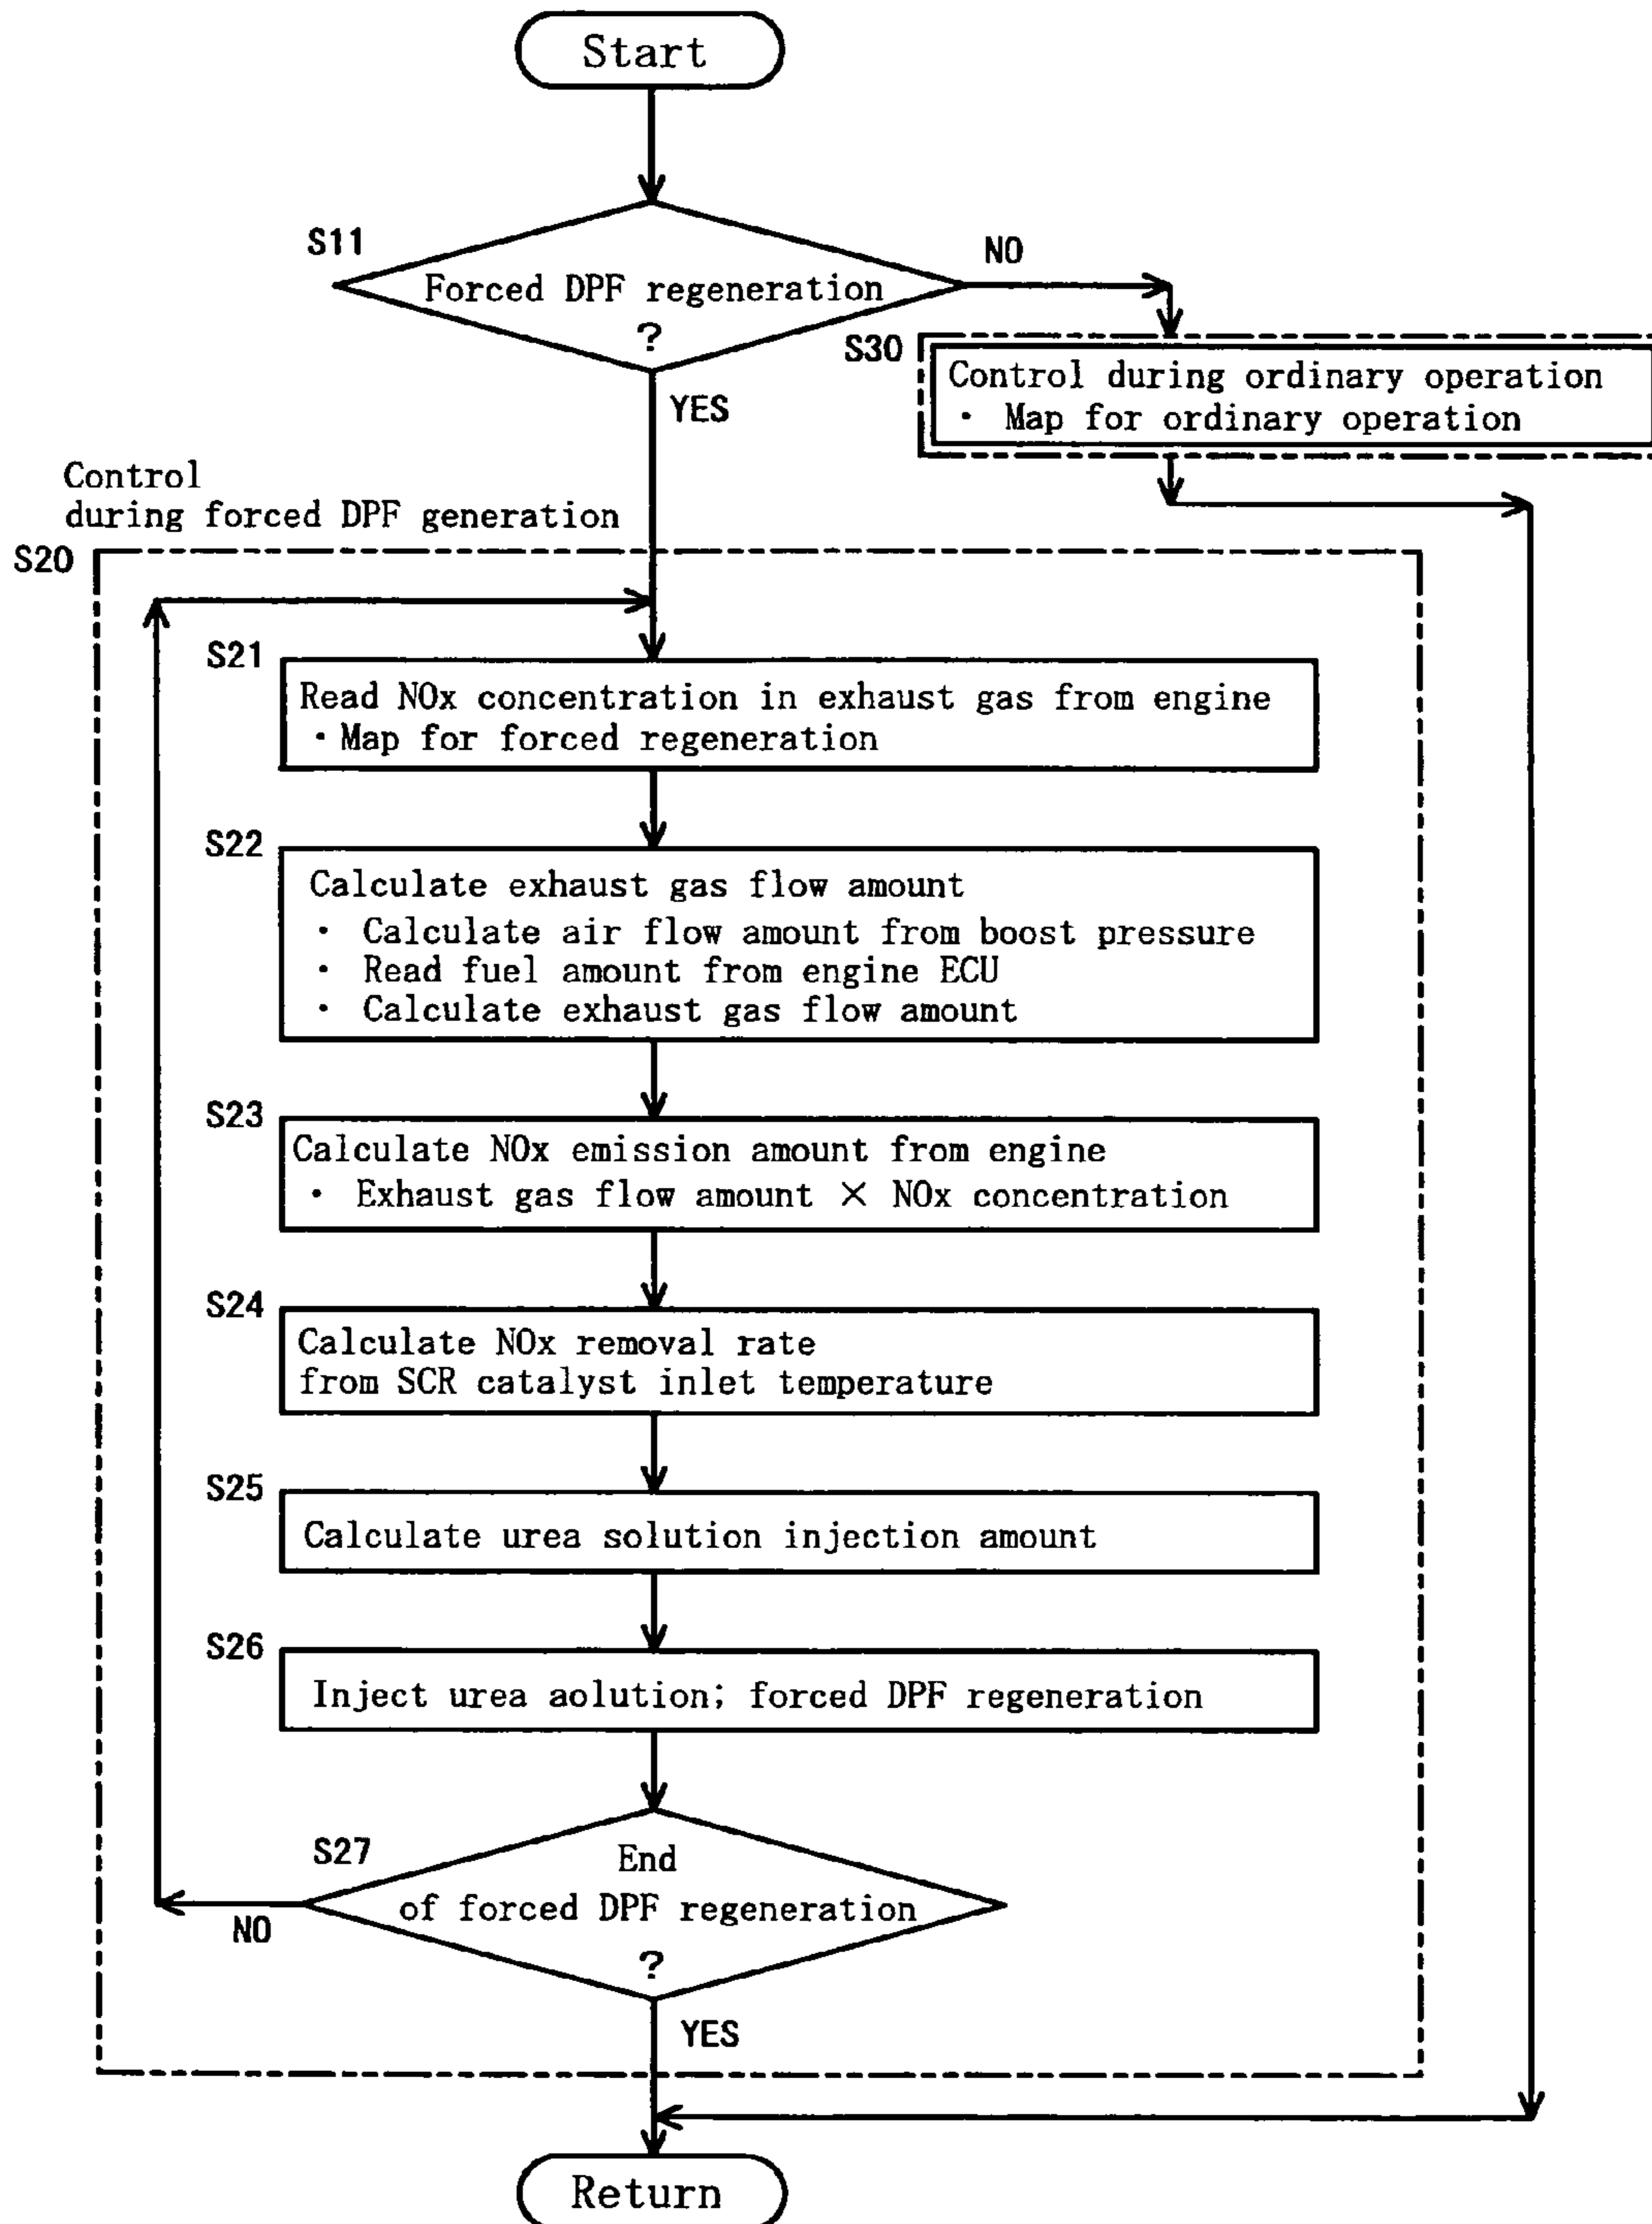 Start
S11
Forced DPF regeneration
?
NO
YES
S30
Control during ordinary operation
・ Map for ordinary operation
Control
during forced DPF generation
S20
S21
Read NOx concentration in exhaust gas from engine
・Map for forced regeneration
S22
Calculate exhaust gas flow amount
・ Calculate air flow amount from boost pressure
・ Read fuel amount from engine ECU
・ Calculate exhaust gas flow amount
S23
Calculate NOx emission amount from engine
・ Exhaust gas flow amount × NOx concentration
S24
Calculate NOx removal rate
from SCR catalyst inlet temperature
S25
Calculate urea solution injection amount
S26
Inject urea aolution; forced DPF regeneration
S27
End
of forced DPF regeneration
?
NO
YES
Return